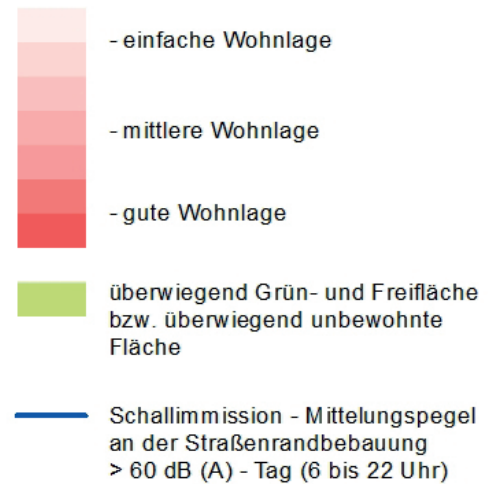 - einfache Wohnlage
- mittlere Wohnlage
- gute Wohnlage
überwiegend Grün- und Freifläche
bzw. überwiegend unbewohnte
Fläche
Schallimmission - Mittelungspegel
an der Straßenrandbebauung
> 60 dB (A) - Tag (6 bis 22 Uhr)